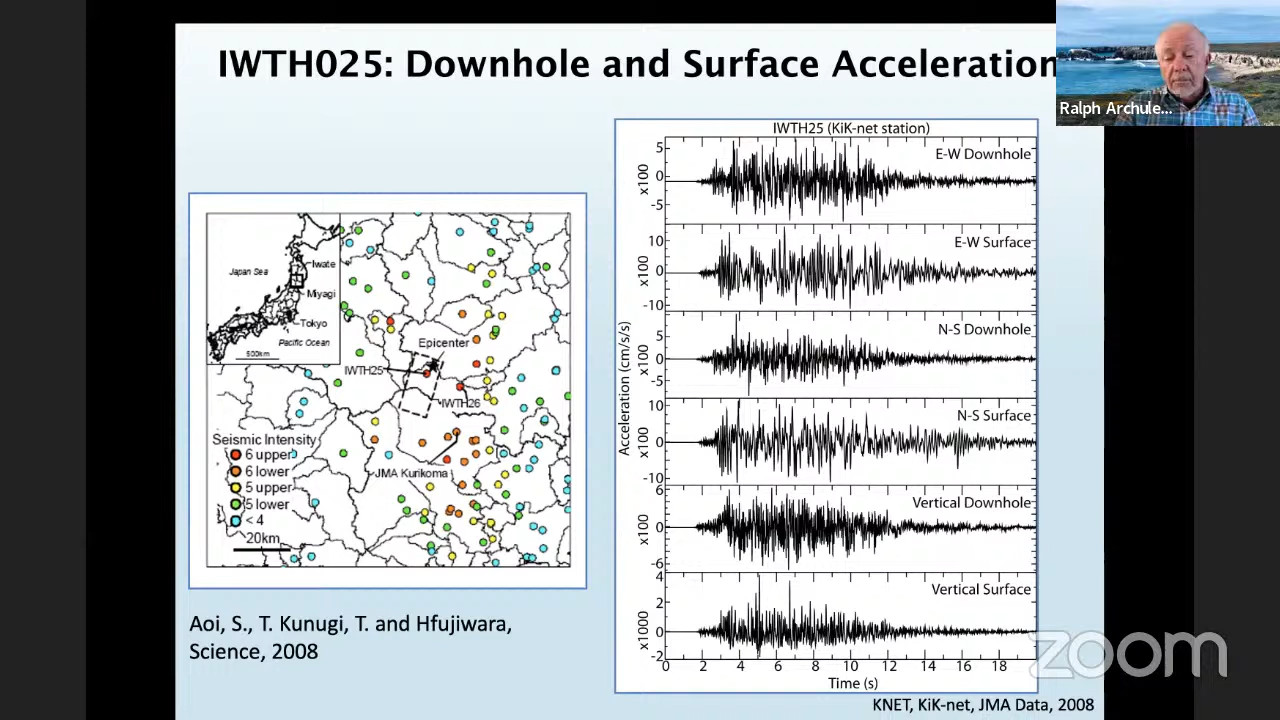 IWTH025: Downhole and Surface Acceleration
Ralph Archule...
Japan Sea
Iwate
Miyagi
Tokyo
Pacific Ocean
500km
Epicenter
IWTH25
IWTH26
JMA Kurikoma
Seismic Intensity
6 upper
6 lower
5 upper
5 lower
< 4
20km
Aoi, S., T. Kunugi, T. and Hfujiwara,
Science, 2008
IWTH25 (KiK-net station)
Acceleration (cm/s/s)
5
0
-5
x100
E-W Downhole
10
0
-10
x100
E-W Surface
5
0
-5
x100
N-S Downhole
10
0
-10
x100
N-S Surface
6
0
-6
x100
Vertical Downhole
4
2
0
-2
x1000
Vertical Surface
0 2 4 6 8 10 12 14 16 18
Time (s)
KNET, KiK-net, JMA Data, 2008
zoom